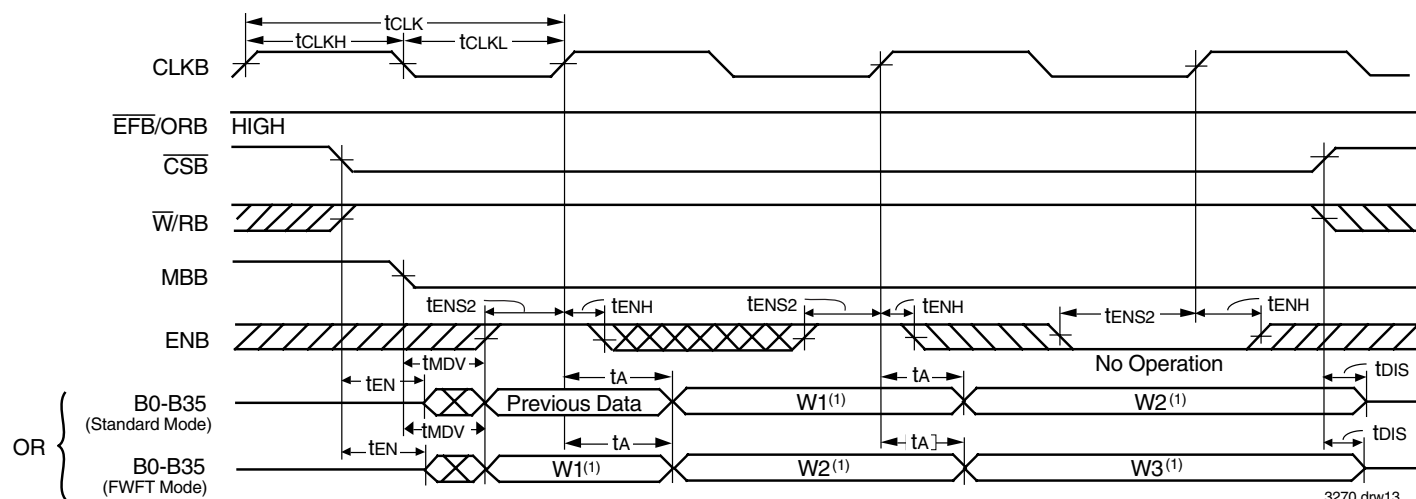 tCLK
tCLKH
tCLKL
CLKB
EFB/ORB HIGH
CSB
W/RB
MBB
tENS2 tENH tENS2 tENH tENS2 tENH
ENB
No Operation
tMDV
tEN tA tA tDIS
B0-B35 Previous Data W1(1) W2(1)
(Standard Mode)
OR
tMDV
tEN tA tA tDIS
B0-B35 W1(1) W2(1) W3(1)
(FWFT Mode)
3270 drw13